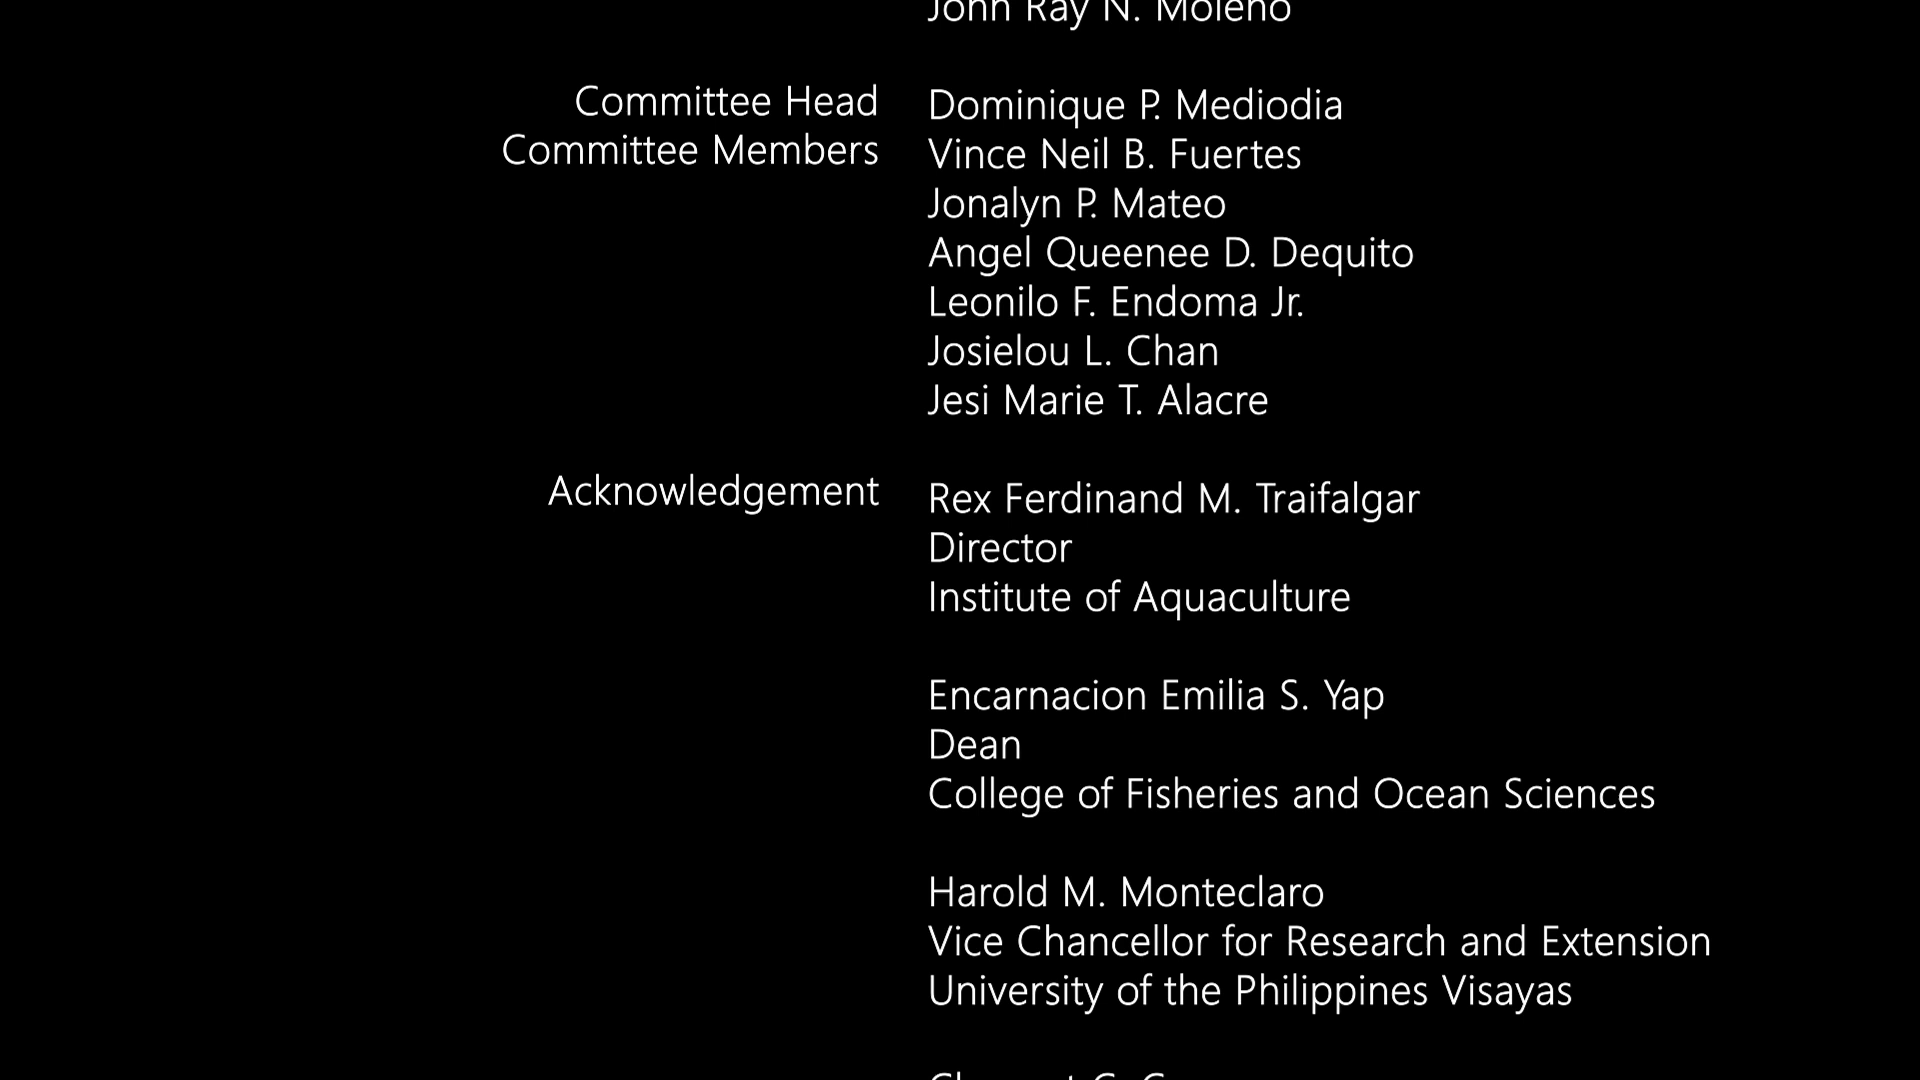 John Ray N. Moleño
Committee Head Dominique P. Mediodia
Committee Members Vince Neil B. Fuertes
Jonalyn P. Mateo
Angel Queenee D. Dequito
Leonilo F. Endoma Jr.
Josielou L. Chan
Jesi Marie T. Alacre
Acknowledgement Rex Ferdinand M. Traifalgar
Director
Institute of Aquaculture
Encarnacion Emilia S. Yap
Dean
College of Fisheries and Ocean Sciences
Harold M. Monteclaro
Vice Chancellor for Research and Extension
University of the Philippines Visayas